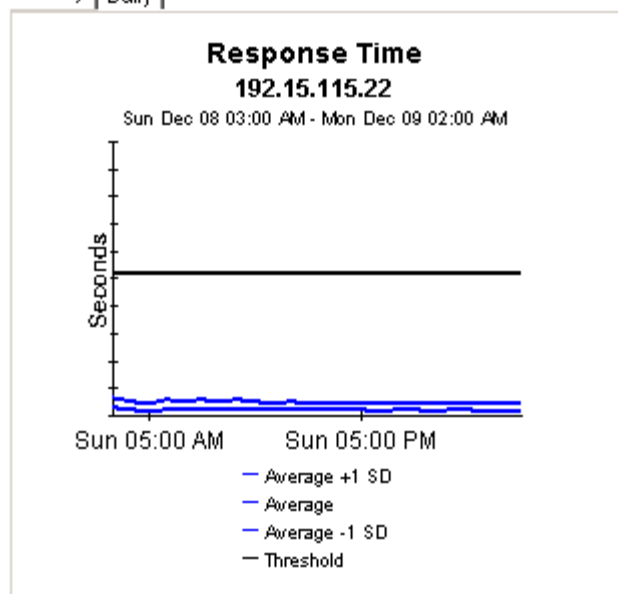 Daily
Response Time
192.15.115.22
Sun Dec 08 03:00 AM - Mon Dec 09 02:00 AM
Seconds
Sun 05:00 AM Sun 05:00 PM
Average +1 SD
Average
Average -1 SD
Threshold